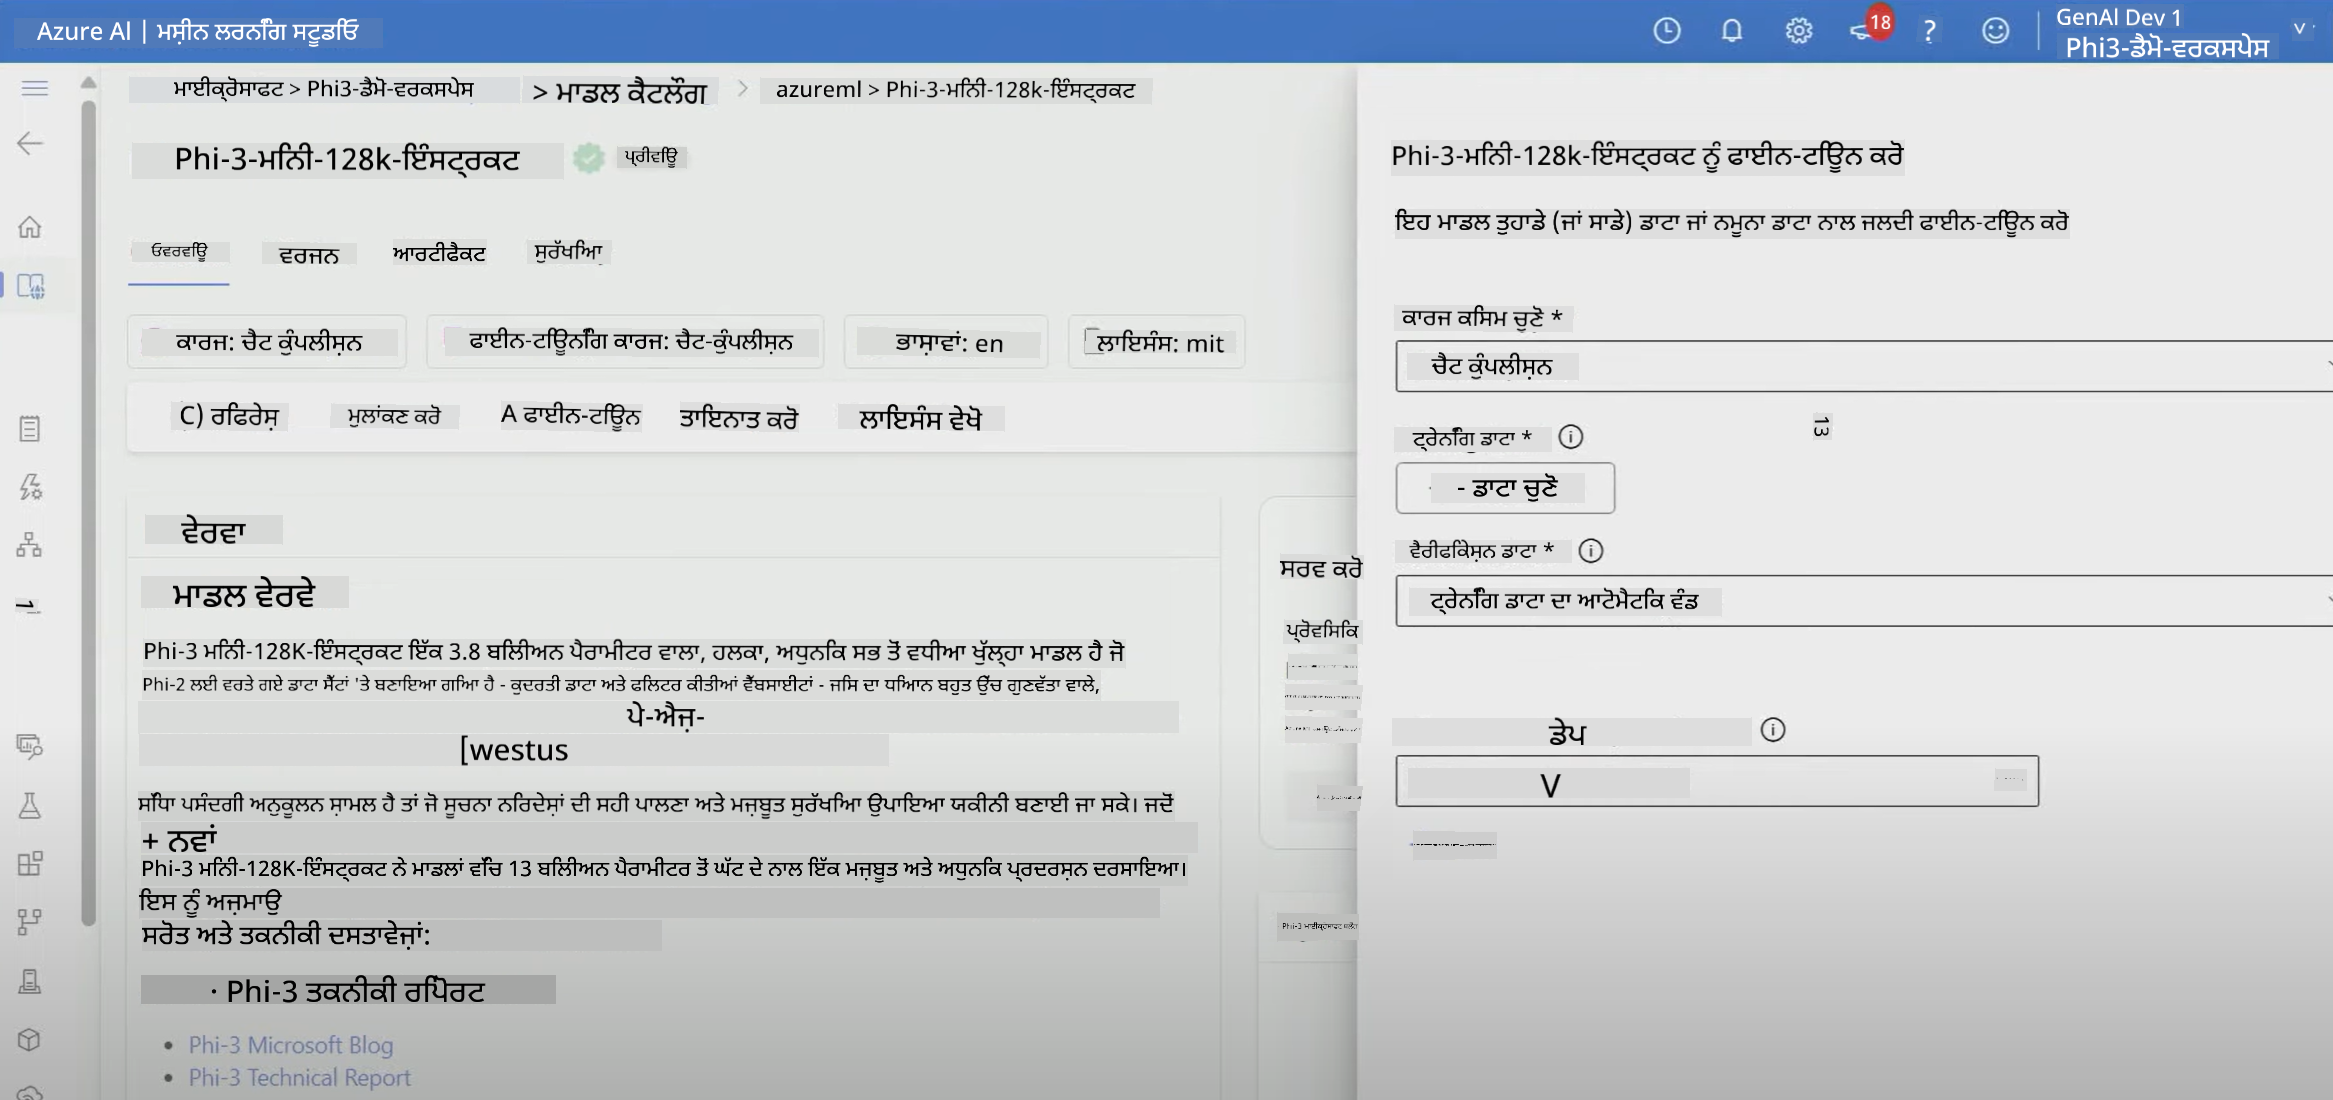 Azure AI | ਮਸ਼ੀਨ ਲਰਨਿੰਗ ਸਟੂਡੀਓ
18
?
GenAI Dev 1
Phi3-ਡੈਮੋ-ਵਰਕਸਪੇਸ
ਮਾਈਕ੍ਰੋਸਾਫਟ > Phi3-ਡੈਮੋ-ਵਰਕਸਪੇਸ > ਮਾਡਲ ਕੈਟਲੌਗ > azureml > Phi-3-ਮਿਨੀ-128k-ਇੰਸਟ੍ਰਕਟ
Phi-3-ਮਿਨੀ-128k-ਇੰਸਟ੍ਰਕਟ ਪ੍ਰੀਵਿਊ
ਓਵਰਵਿਊ ਵਰਜਨ ਆਰਟੀਫੈਕਟ ਸੁਰੱਖਿਆ
ਕਾਰਜ: ਚੈਟ ਕੁੰਪਲੀਸ਼ਨ ਫਾਈਨ-ਟਿਊਨਿੰਗ ਕਾਰਜ: ਚੈਟ-ਕੁੰਪਲੀਸ਼ਨ ਭਾਸ਼ਾਵਾਂ: en ਲਾਇਸੰਸ: mit
C) ਰਿਫਰੇਸ਼ ਮੁਲਾਂਕਣ ਕਰੋ A ਫਾਈਨ-ਟਿਊਨ ਤਾਇਨਾਤ ਕਰੋ ਲਾਇਸੰਸ ਵੇਖੋ
ਵੇਰਵਾ
ਮਾਡਲ ਵੇਰਵੇ
Phi-3 ਮਿਨੀ-128K-ਇੰਸਟ੍ਰਕਟ ਇੱਕ 3.8 ਬਿਲੀਅਨ ਪੈਰਾਮੀਟਰ ਵਾਲਾ, ਹਲਕਾ, ਅਧੁਨਿਕ ਸਭ ਤੋਂ ਵਧੀਆ ਖੁੱਲ੍ਹਾ ਮਾਡਲ ਹੈ ਜੋ
Phi-2 ਲਈ ਵਰਤੇ ਗਏ ਡਾਟਾ ਸੈੱਟਾਂ 'ਤੇ ਬਣਾਇਆ ਗਿਆ ਹੈ - ਕੁਦਰਤੀ ਡਾਟਾ ਅਤੇ ਫਿਲਟਰ ਕੀਤੀਆਂ ਵੈੱਬਸਾਈਟਾਂ - ਜਿਸ ਦਾ ਧਿਆਨ ਬਹੁਤ ਉੱਚ ਗੁਣਵੱਤਾ ਵਾਲੇ,
ਪੇ-ਐਜ਼-
[westus
ਸਿੱਧਾ ਪਸੰਦਗੀ ਅਨੁਕੂਲਨ ਸ਼ਾਮਲ ਹੈ ਤਾਂ ਜੋ ਸੂਚਨਾ ਨਿਰਦੇਸ਼ਾਂ ਦੀ ਸਹੀ ਪਾਲਣਾ ਅਤੇ ਮਜ਼ਬੂਤ ਸੁਰੱਖਿਆ ਉਪਾਇਆ ਯਕੀਨੀ ਬਣਾਈ ਜਾ ਸਕੇ। ਜਦੋਂ
+ ਨਵਾਂ
Phi-3 ਮਿਨੀ-128K-ਇੰਸਟ੍ਰਕਟ ਨੇ ਮਾਡਲਾਂ ਵਿੱਚ 13 ਬਿਲੀਅਨ ਪੈਰਾਮੀਟਰ ਤੋਂ ਘੱਟ ਦੇ ਨਾਲ ਇੱਕ ਮਜ਼ਬੂਤ ਅਤੇ ਅਧੁਨਿਕ ਪ੍ਰਦਰਸ਼ਨ ਦਰਸਾਇਆ।
ਇਸ ਨੂੰ ਅਜ਼ਮਾਉ
ਸਰੋਤ ਅਤੇ ਤਕਨੀਕੀ ਦਸਤਾਵੇਜ਼ਾਂ:
· Phi-3 ਤਕਨੀਕੀ ਰਿਪੋਰਟ
• Phi-3 Microsoft Blog
• Phi-3 Technical Report
ਸਰਵ ਕਰੋ
Phi-3-ਮਿਨੀ-128k-ਇੰਸਟ੍ਰਕਟ ਨੂੰ ਫਾਈਨ-ਟਿਊਨ ਕਰੋ
ਇਹ ਮਾਡਲ ਤੁਹਾਡੇ (ਜਾਂ ਸਾਡੇ) ਡਾਟਾ ਜਾਂ ਨਮੂਨਾ ਡਾਟਾ ਨਾਲ ਜਲਦੀ ਫਾਈਨ-ਟਿਊਨ ਕਰੋ
ਕਾਰਜ ਕਿਸਮ ਚੁਣੋ *
ਚੈਟ ਕੁੰਪਲੀਸ਼ਨ
13
ਟ੍ਰੇਨਿੰਗ ਡਾਟਾ *
- ਡਾਟਾ ਚੁਣੋ
ਵੈਰੀਫਿਕੇਸ਼ਨ ਡਾਟਾ *
ਟ੍ਰੇਨਿੰਗ ਡਾਟਾ ਦਾ ਆਟੋਮੈਟਿਕ ਵੰਡ
ਡੇਪ
V